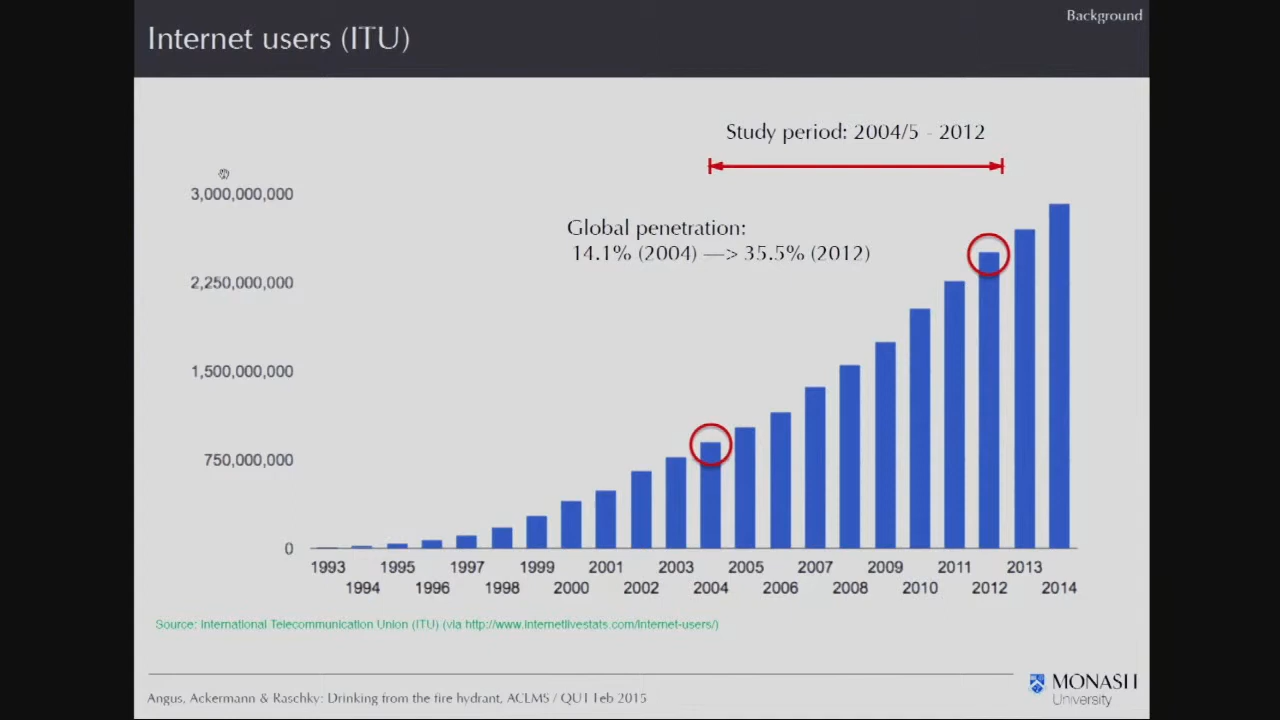 Background
Internet users (ITU)
Study period: 2004/5 - 2012
3,000,000,000
Global penetration:
14.1% (2004) —> 35.5% (2012)
2,250,000,000
1,500,000,000
750,000,000
0
1993 1995 1997 1999 2001 2003 2005 2007 2009 2011 2013
1994 1996 1998 2000 2002 2004 2006 2008 2010 2012 2014
Source: International Telecommunication Union (ITU) (via http://www.internetlivestats.com/internet-users/)
Angus, Ackermann & Raschky: Drinking from the fire hydrant, ACLMS / QUT Feb 2015
MONASH
University